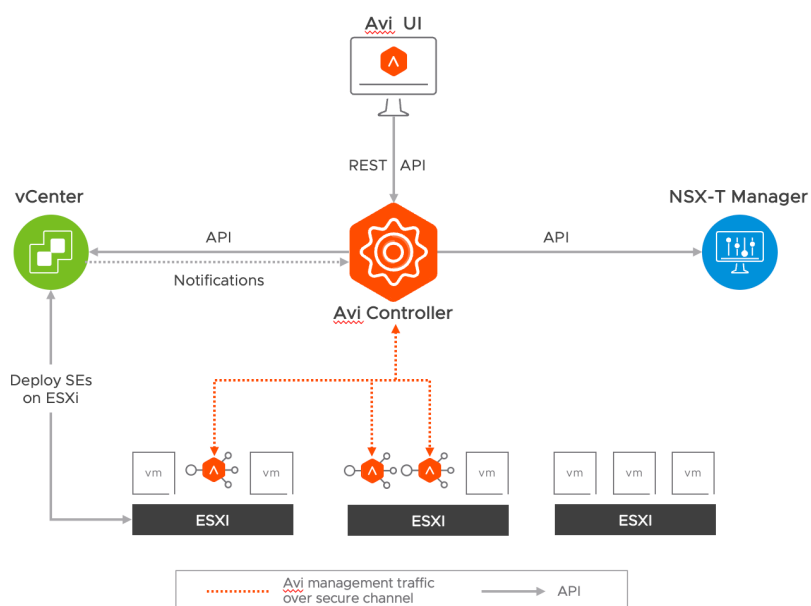 Avi UI
REST API
vCenter
NSX-T Manager
API
API
Notifications
Avi Controller
Deploy SEs
on ESXi
vm
vm
vm
vm
vm
vm
ESXI
ESXI
ESXI
Avi management traffic
over secure channel
API